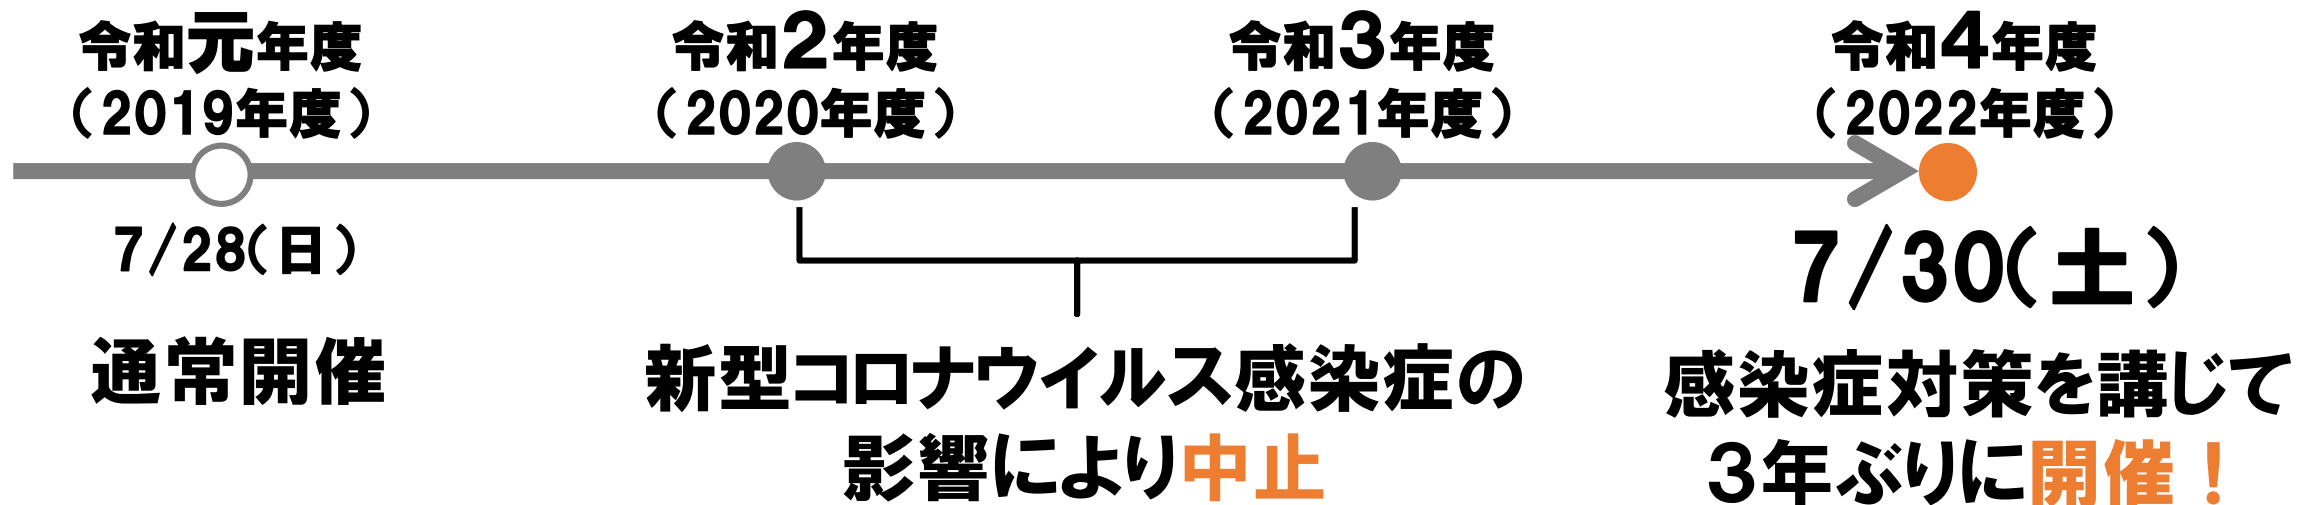 令和元年度
（2019年度）
7/28（日）
通常開催
令和2年度
（2020年度）
令和3年度
（2021年度）
新型コロナウイルス感染症の
影響により中止
令和4年度
（2022年度）
7/30（土）
感染症対策を講じて
３年ぶりに開催！